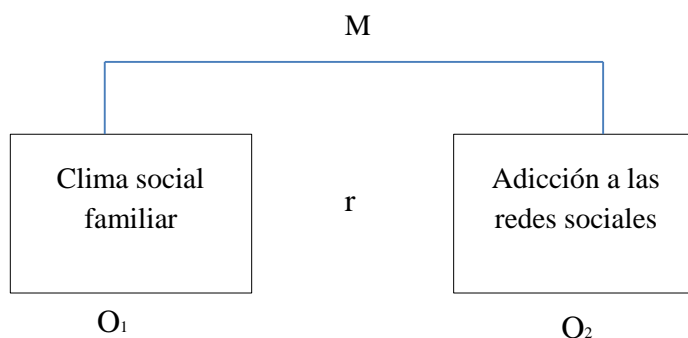 M
Clima social
familiar
r
Adicción a las
redes sociales
O₁
O₂